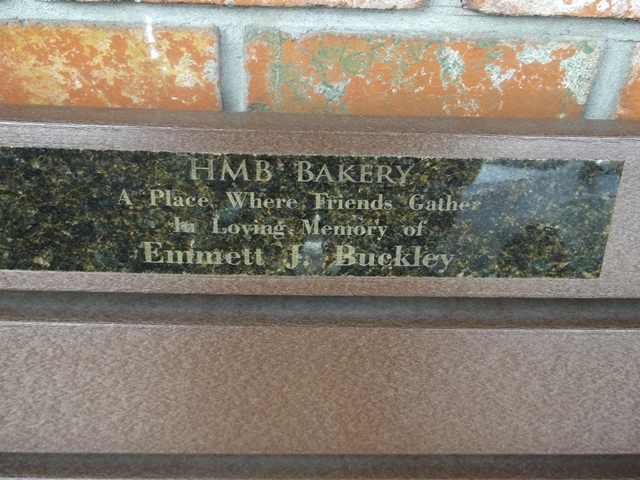 HMB BAKERY
A Place Where Friends Gather
In Loving Memory of
Emmett J. Buckley